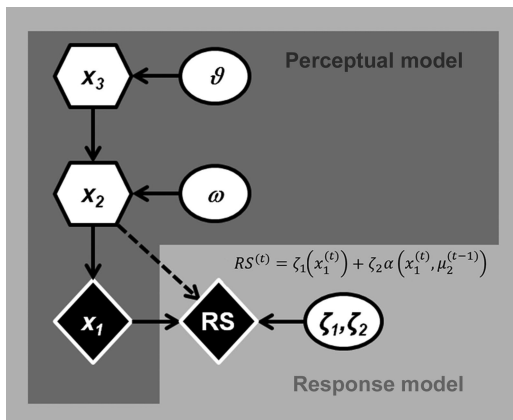 Perceptual model
x₃
ϑ
x₂
ω
RS⁽ᵗ⁾ = ζ₁(x₁⁽ᵗ⁾) + ζ₂α(x₁⁽ᵗ⁾, μ₂⁽ᵗ⁻¹⁾)
x₁
RS
ζ₁,ζ₂
Response model